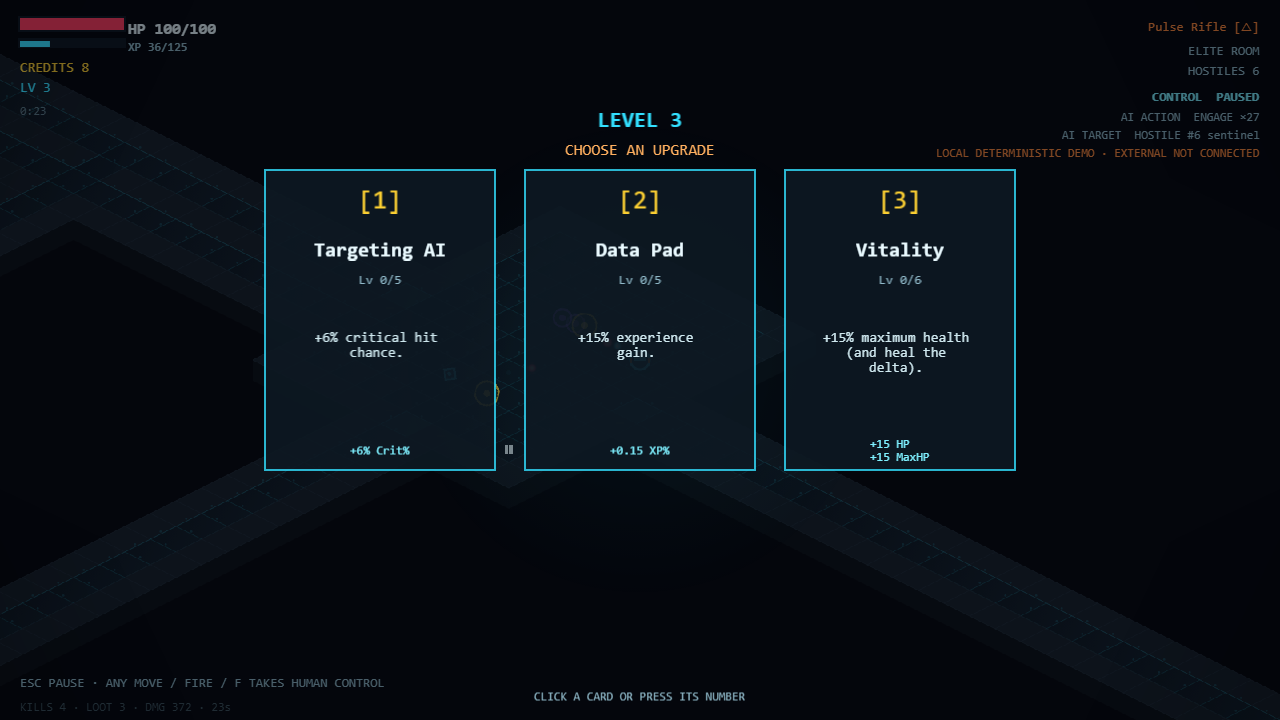 HP 100/100
XP 36/125
CREDITS 8
LV 3
0:23
Pulse Rifle [△]
ELITE ROOM
HOSTILES 6
CONTROL PAUSED
AI ACTION ENGAGE ×27
AI TARGET HOSTILE #6 sentinel
LOCAL DETERMINISTIC DEMO · EXTERNAL NOT CONNECTED
LEVEL 3
CHOOSE AN UPGRADE
[1]
Targeting AI
Lv 0/5
+6% critical hit
chance.
+6% Crit%
[2]
Data Pad
Lv 0/5
+15% experience
gain.
+0.15 XP%
[3]
Vitality
Lv 0/6
+15% maximum health
(and heal the
delta).
+15 HP
+15 MaxHP
ESC PAUSE · ANY MOVE / FIRE / F TAKES HUMAN CONTROL
KILLS 4 · LOOT 3 · DMG 372 · 23s
CLICK A CARD OR PRESS ITS NUMBER